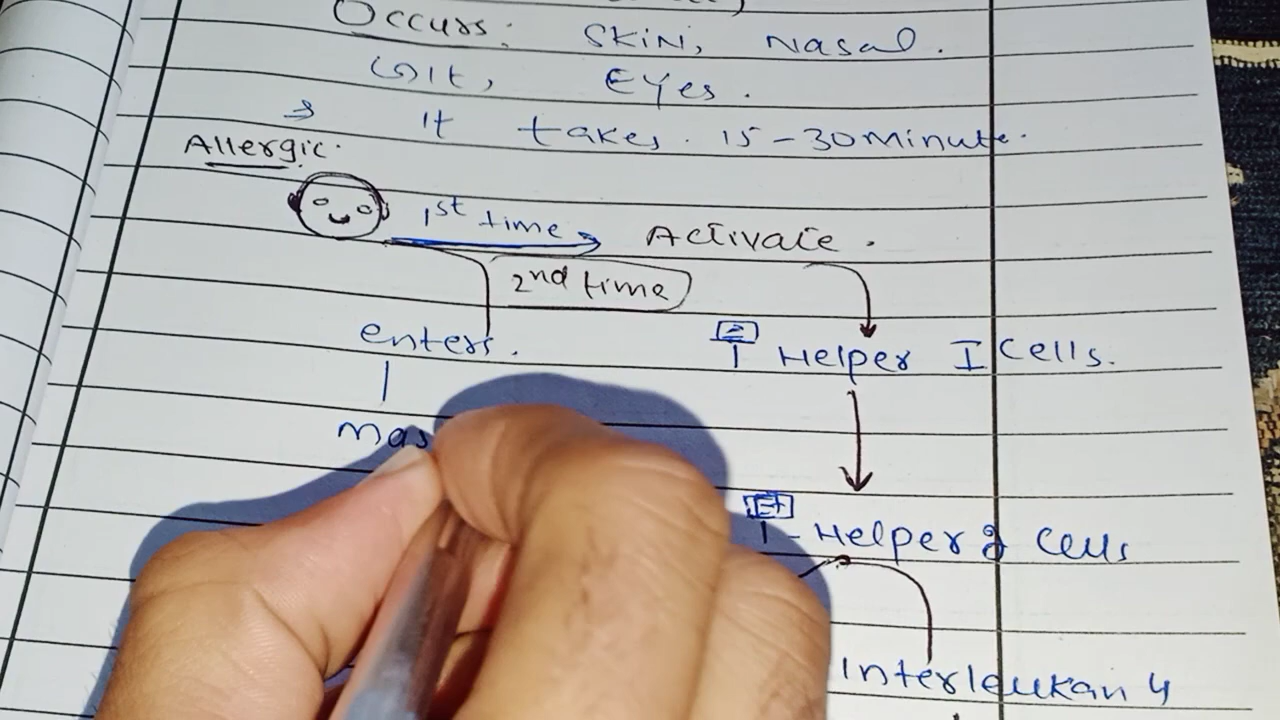 Occurs: Skin, Nasal.
GIt, Eyes.
→ It takes. 15-30 Minute.
Allergic.
1st time → Activate.
2nd time
enters.
T Helper I Cells.
Mas
T-Helper 2 Cells
Interleukan 4